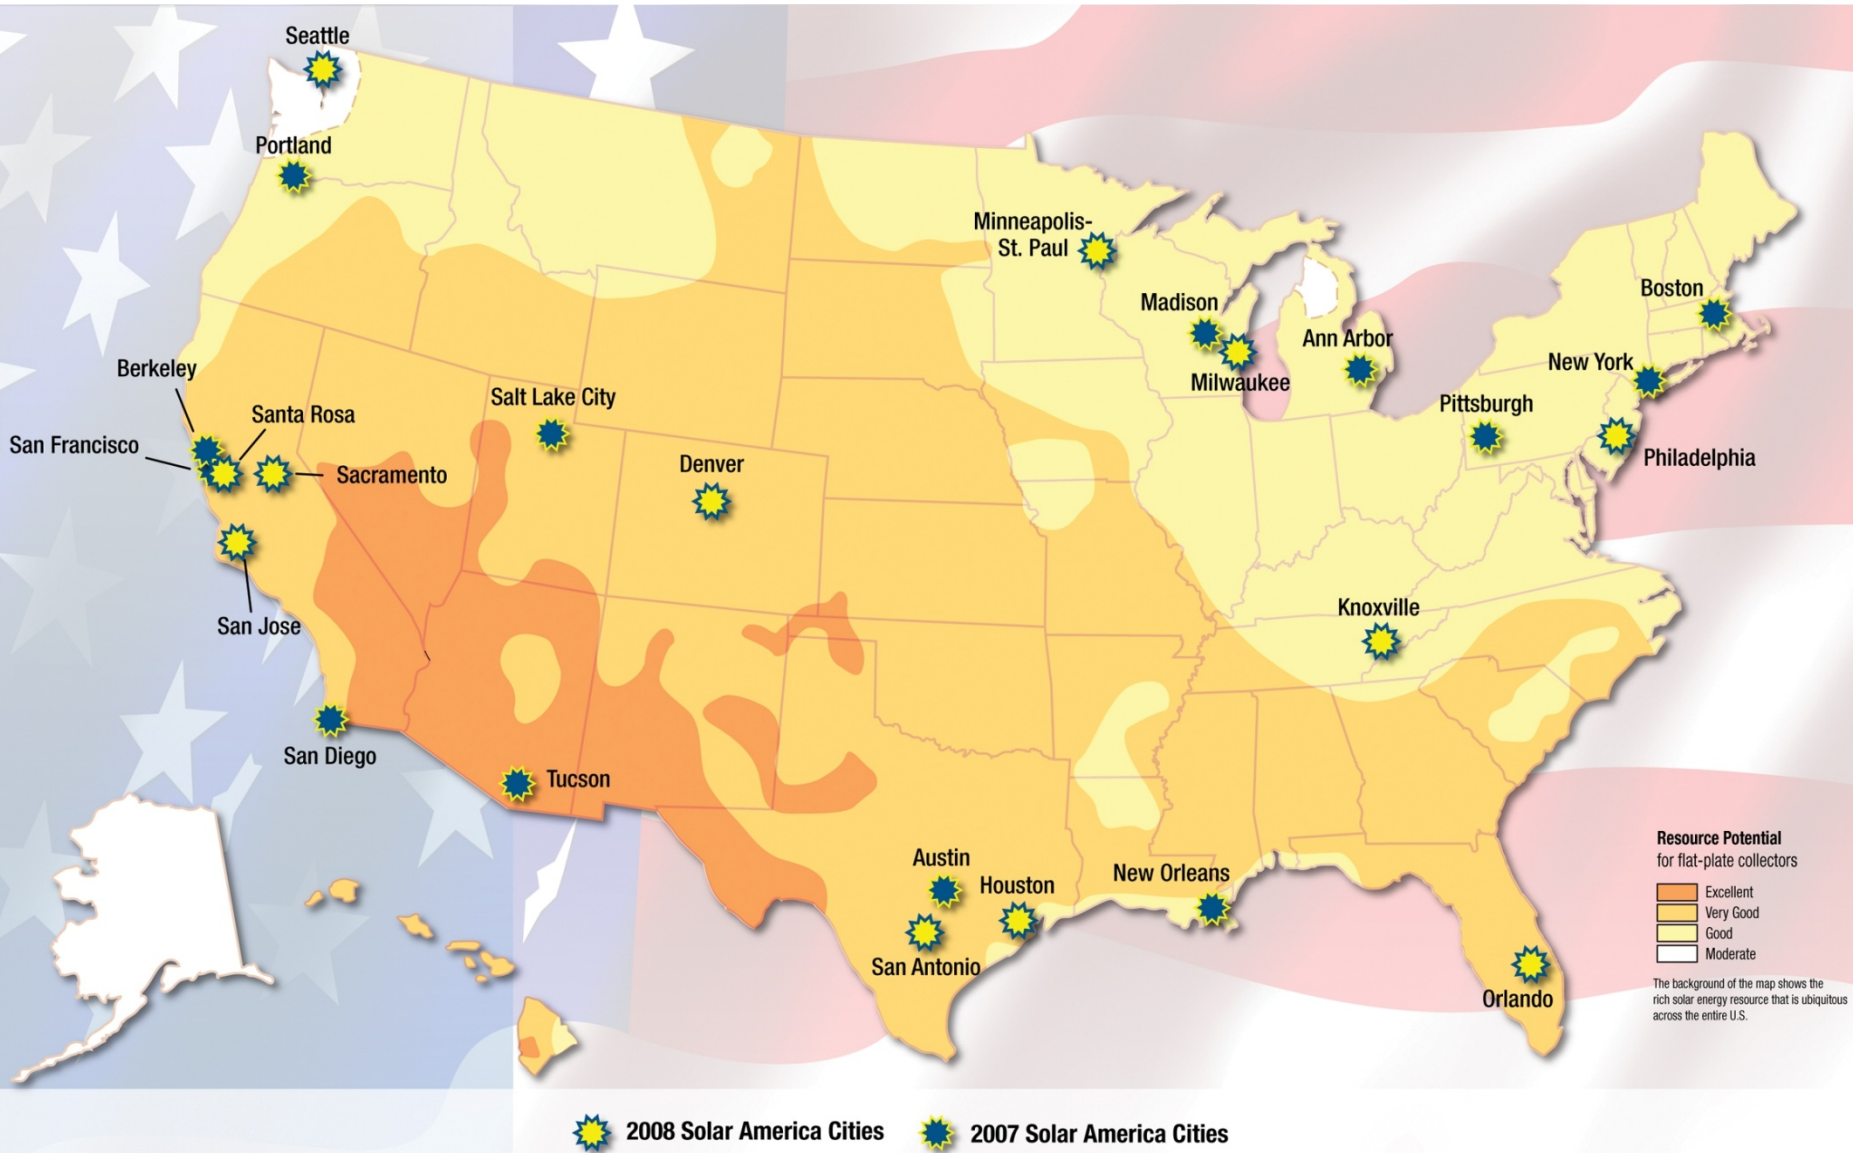 Seattle
Portland
Minneapolis-
St. Paul
Madison
Milwaukee
Ann Arbor
Boston
New York
Pittsburgh
Philadelphia
Berkeley
Santa Rosa
San Francisco
Sacramento
Salt Lake City
Denver
San Jose
Knoxville
San Diego
Tucson
Austin
Houston
New Orleans
San Antonio
Orlando
Resource Potential
for flat-plate collectors
Excellent
Very Good
Good
Moderate
The background of the map shows the
rich solar energy resource that is ubiquitous
across the entire U.S.
2008 Solar America Cities
2007 Solar America Cities